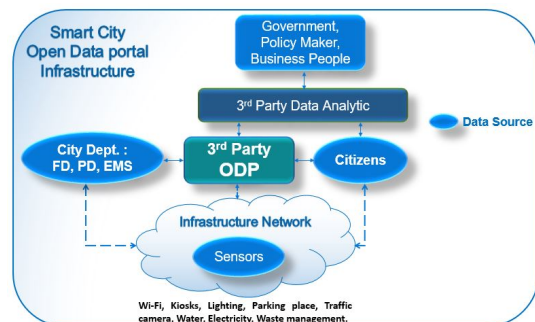 Smart City
Open Data portal
Infrastructure
Government,
Policy Maker,
Business People
3rd Party Data Analytic
Data Source
City Dept. :
FD, PD, EMS
3rd Party
ODP
Citizens
Infrastructure Network
Sensors
Wi-Fi, Kiosks, Lighting, Parking place, Traffic
camera, Water, Electricity, Waste management.